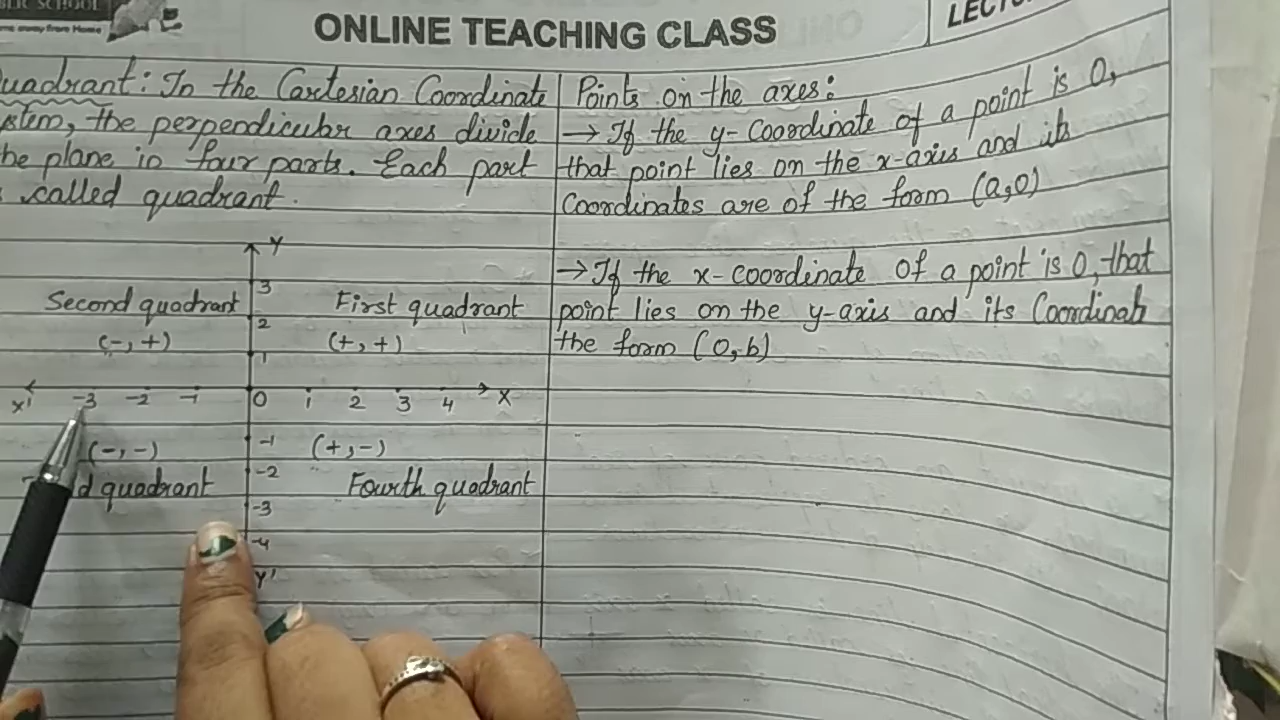 ONLINE TEACHING CLASS
uadrant: In the Cartesian Coordinate
stem, the perpendicular axes divide
he plane in four parts. Each part
s called quadrant.
Points on the axes:
→ If the y-Coordinate of a point is 0,
that point lies on the x-axis and its
Coordinates are of the form (a,0)
→ If the x-coordinate of a point is 0, that
point lies on the y-axis and its Coordinats
the form (0,b)
Y
3
Second quadrant
First quadrant
2
(-,+)
(+,+)
1
X' -3 -2 -1 0 1 2 3 4 X
(-,-)
-1
(+,-)
-2
d quadrant
Fourth quadrant
-3
-4
Y'